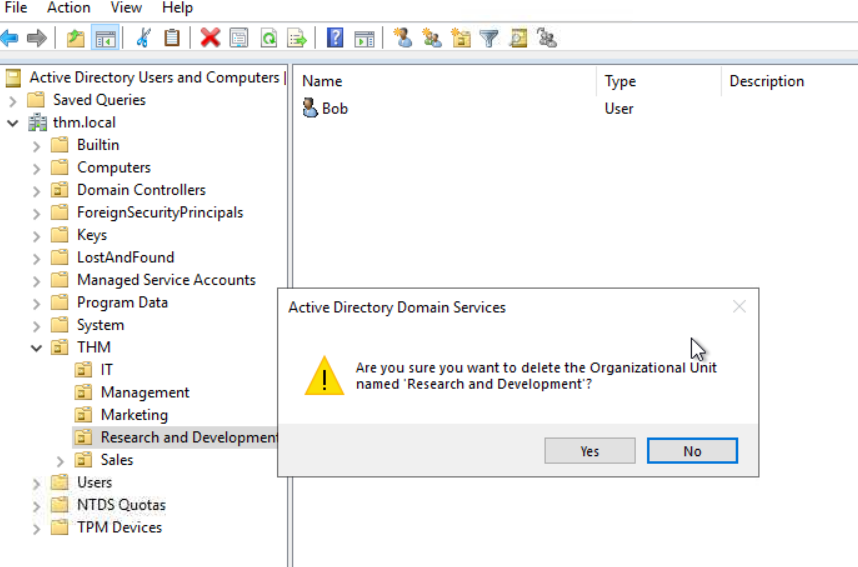 File Action View Help
Active Directory Users and Computers |
Saved Queries
thm.local
Builtin
Computers
Domain Controllers
ForeignSecurityPrincipals
Keys
LostAndFound
Managed Service Accounts
Program Data
System
THM
IT
Management
Marketing
Research and Development
Sales
Users
NTDS Quotas
TPM Devices
Name Type Description
Bob User
Active Directory Domain Services
Are you sure you want to delete the Organizational Unit
named 'Research and Development'?
Yes No